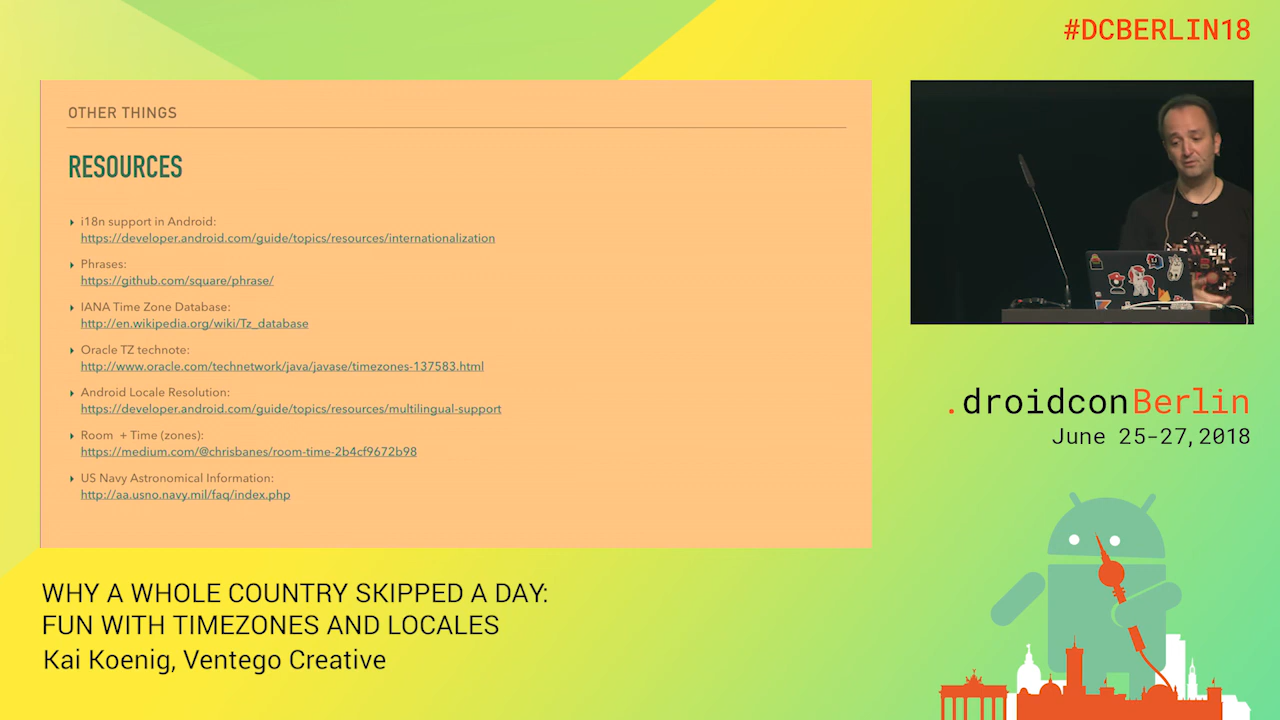 #DCBERLIN18
OTHER THINGS
RESOURCES
i18n support in Android:
https://developer.android.com/guide/topics/resources/internationalization
Phrases:
https://github.com/square/phrase/
IANA Time Zone Database:
http://en.wikipedia.org/wiki/Tz_database
Oracle TZ technote:
http://www.oracle.com/technetwork/java/javase/timezones-137583.html
Android Locale Resolution:
https://developer.android.com/guide/topics/resources/multilingual-support
Room + Time (zones):
https://medium.com/@chrisbanes/room-time-2b4cf9672b98
US Navy Astronomical Information:
http://aa.usno.navy.mil/faq/index.php
.droidconBerlin
June 25-27, 2018
WHY A WHOLE COUNTRY SKIPPED A DAY:
FUN WITH TIMEZONES AND LOCALES
Kai Koenig, Ventego Creative